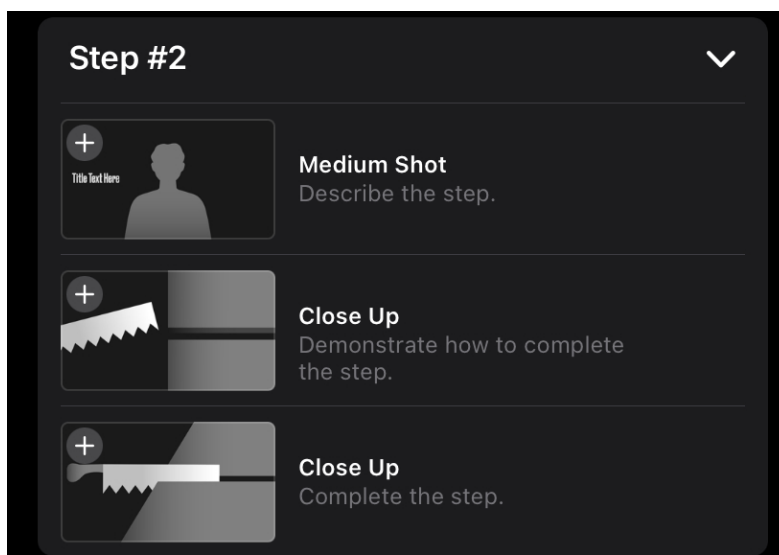 Step #2
Title Text Here
Medium Shot
Describe the step.
Close Up
Demonstrate how to complete
the step.
Close Up
Complete the step.